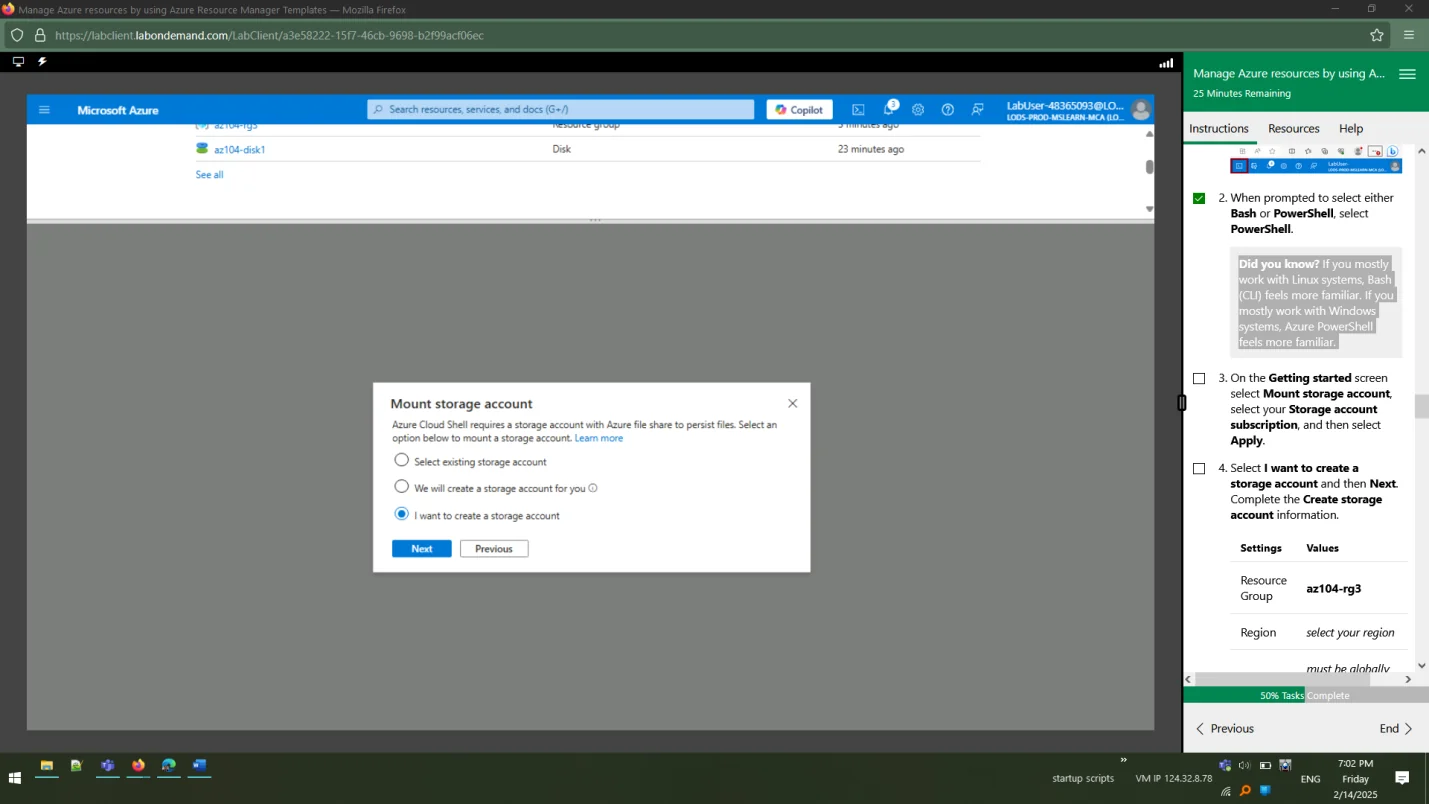 Manage Azure resources by using Azure Resource Manager Templates — Mozilla Firefox
https://labclient.labondemand.com/LabClient/a3e58222-15f7-46cb-9698-b2f99acf06ec
Microsoft Azure
Search resources, services, and docs (G+/)
Copilot
3
LabUser-48365093@LO...
LODS-PROD-MSLEARN-MCA (LO...
az104-rg3 Resource group 3 minutes ago
az104-disk1 Disk 23 minutes ago
See all
Mount storage account
Azure Cloud Shell requires a storage account with Azure file share to persist files. Select an
option below to mount a storage account. Learn more
Select existing storage account
We will create a storage account for you
I want to create a storage account
Next Previous
Manage Azure resources by using A...
25 Minutes Remaining
Instructions Resources Help
2. When prompted to select either
Bash or PowerShell, select
PowerShell.
Did you know? If you mostly
work with Linux systems, Bash
(CLI) feels more familiar. If you
mostly work with Windows
systems, Azure PowerShell
feels more familiar.
3. On the Getting started screen
select Mount storage account,
select your Storage account
subscription, and then select
Apply.
4. Select I want to create a
storage account and then Next.
Complete the Create storage
account information.
Settings Values
Resource
Group
az104-rg3
Region select your region
must be globally
50% Tasks Complete
Previous End
startup scripts VM IP 124.32.8.78
ENG
7:02 PM
Friday
2/14/2025